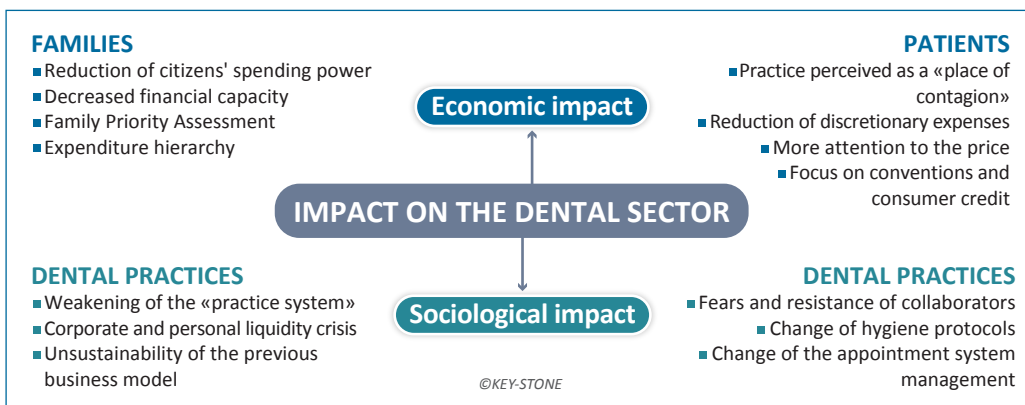 FAMILIES
▪Reduction of citizens' spending power
▪Decreased financial capacity
▪Family Priority Assessment
▪Expenditure hierarchy
Economic impact
PATIENTS
▪Practice perceived as a «place of
contagion»
▪Reduction of discretionary expenses
▪More attention to the price
▪Focus on conventions and
consumer credit
IMPACT ON THE DENTAL SECTOR
DENTAL PRACTICES
▪Weakening of the «practice system»
▪Corporate and personal liquidity crisis
▪Unsustainability of the previous
business model
Sociological impact
©KEY-STONE
DENTAL PRACTICES
▪Fears and resistance of collaborators
▪Change of hygiene protocols
▪Change of the appointment system
management